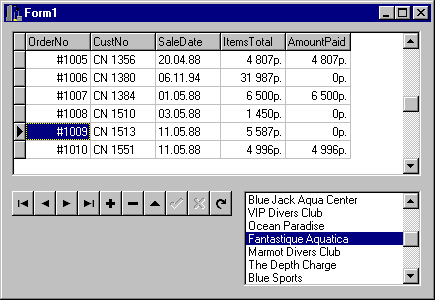 Form1
OrderNo CustNo SaleDate ItemsTotal AmountPaid
#1005 CN 1356 20.04.88 4 807р. 4 807р.
#1006 CN 1380 06.11.94 31 987р. 0р.
#1007 CN 1384 01.05.88 6 500р. 6 500р.
#1008 CN 1510 03.05.88 1 450р. 0р.
#1009 CN 1513 11.05.88 5 587р. 0р.
#1010 CN 1551 11.05.88 4 996р. 4 996р.
Blue Jack Aqua Center
VIP Divers Club
Ocean Paradise
Fantastique Aquatica
Marmot Divers Club
The Depth Charge
Blue Sports